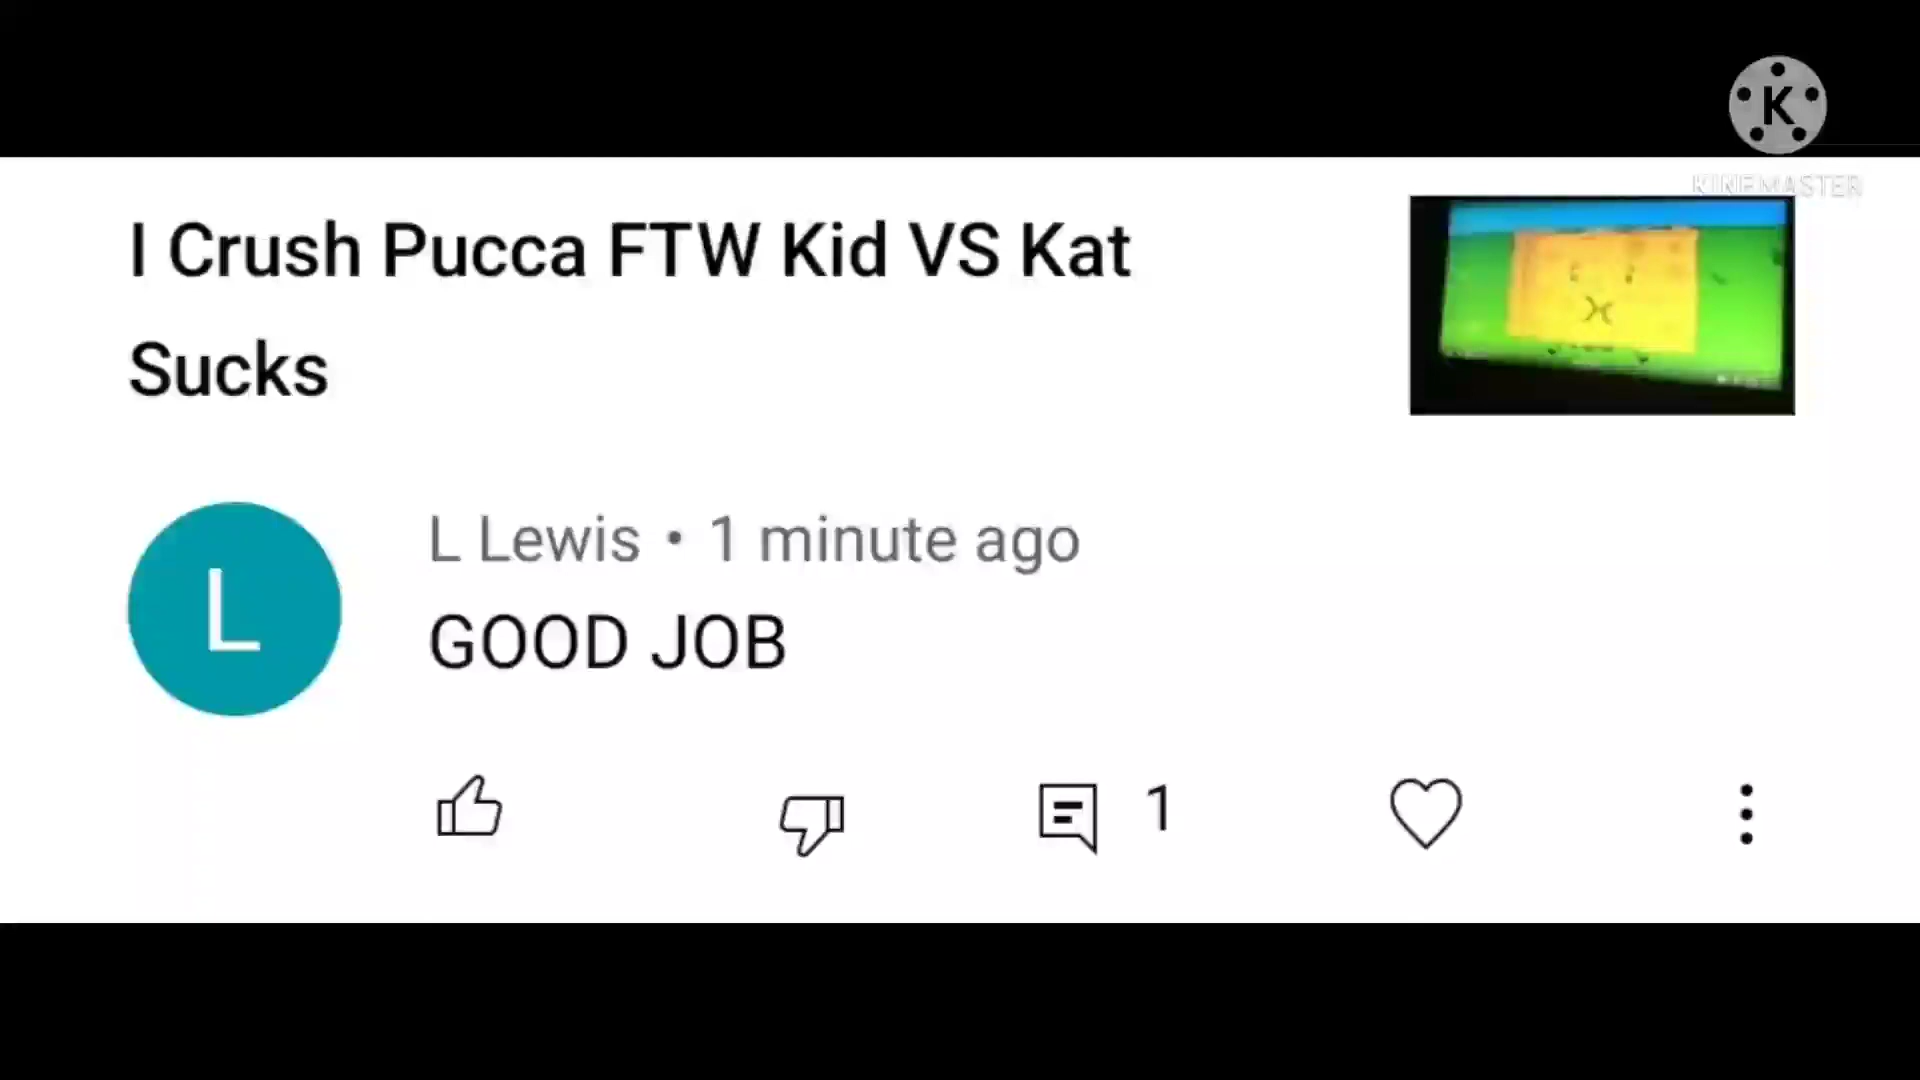 K
KINEMASTER
I Crush Pucca FTW Kid VS Kat
Sucks
L
L Lewis • 1 minute ago
GOOD JOB
1